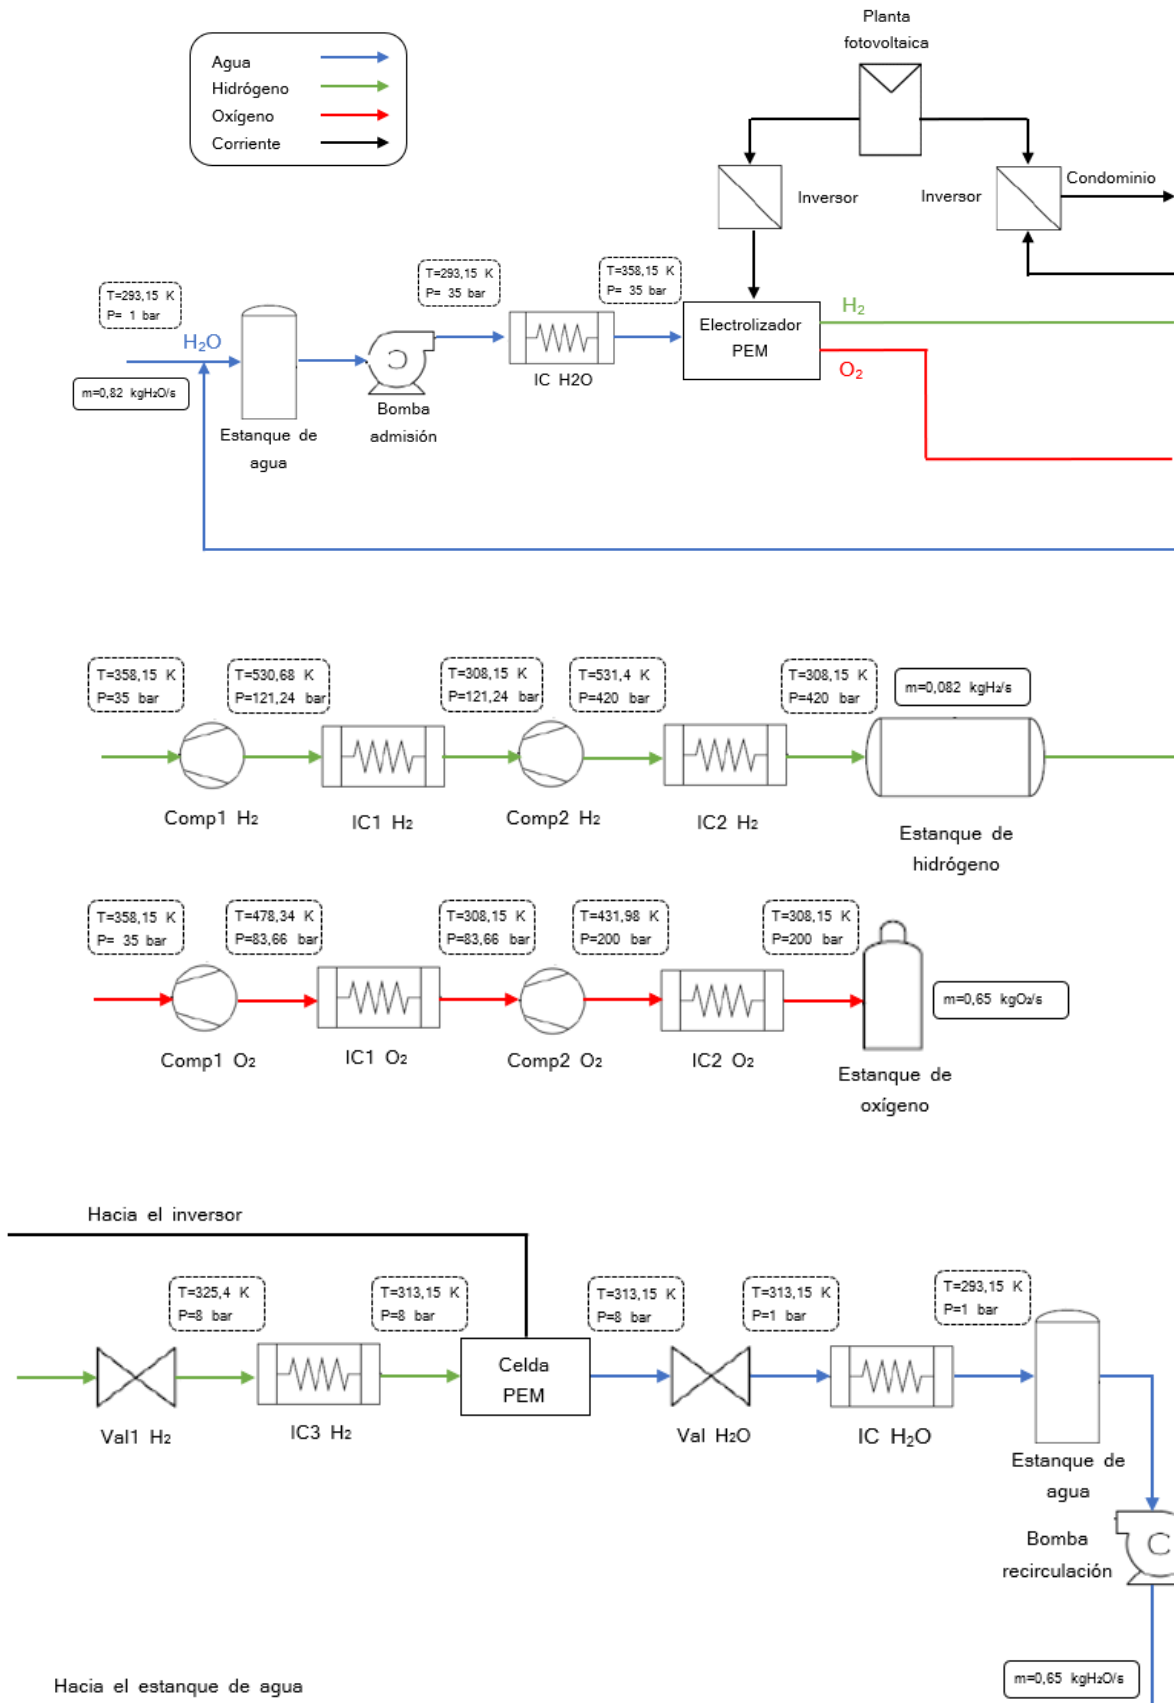 Planta
fotovoltaica
Agua
Hidrógeno
Oxígeno
Corriente
Inversor
Inversor
Condominio
T=293,15 K
P= 1 bar
T=293,15 K
P= 35 bar
T=358,15 K
P= 35 bar
H₂O
m=0,82 kgH₂O/s
Estanque de
agua
Bomba
admisión
IC H2O
Electrolizador
PEM
H₂
O₂
T=358,15 K
P=35 bar
T=530,68 K
P=121,24 bar
T=308,15 K
P=121,24 bar
T=531,4 K
P=420 bar
T=308,15 K
P=420 bar
m=0,082 kgH₂/s
Comp1 H₂
IC1 H₂
Comp2 H₂
IC2 H₂
Estanque de
hidrógeno
T=358,15 K
P= 35 bar
T=478,34 K
P=83,66 bar
T=308,15 K
P=83,66 bar
T=431,98 K
P=200 bar
T=308,15 K
P=200 bar
m=0,65 kgO₂/s
Comp1 O₂
IC1 O₂
Comp2 O₂
IC2 O₂
Estanque de
oxígeno
Hacia el inversor
T=325,4 K
P=8 bar
T=313,15 K
P=8 bar
T=313,15 K
P=8 bar
T=313,15 K
P=1 bar
T=293,15 K
P=1 bar
Val1 H₂
IC3 H₂
Celda
PEM
Val H₂O
IC H₂O
Estanque de
agua
C
Bomba
recirculación
C
m=0,65 kgH₂O/s
Hacia el estanque de agua